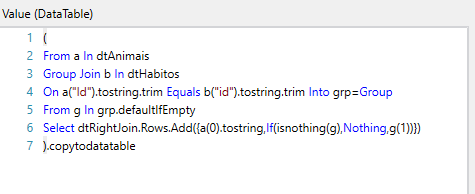 Value (DataTable)
1 (
2 From a In dtAnimais
3 Group Join b In dtHabitos
4 On a("Id").tostring.trim Equals b("id").tostring.trim Into grp=Group
5 From g In grp.defaultIfEmpty
6 Select dtRightJoin.Rows.Add({a(0).tostring,If(isnothing(g),Nothing,g(1))})
7 ).copytodatatable